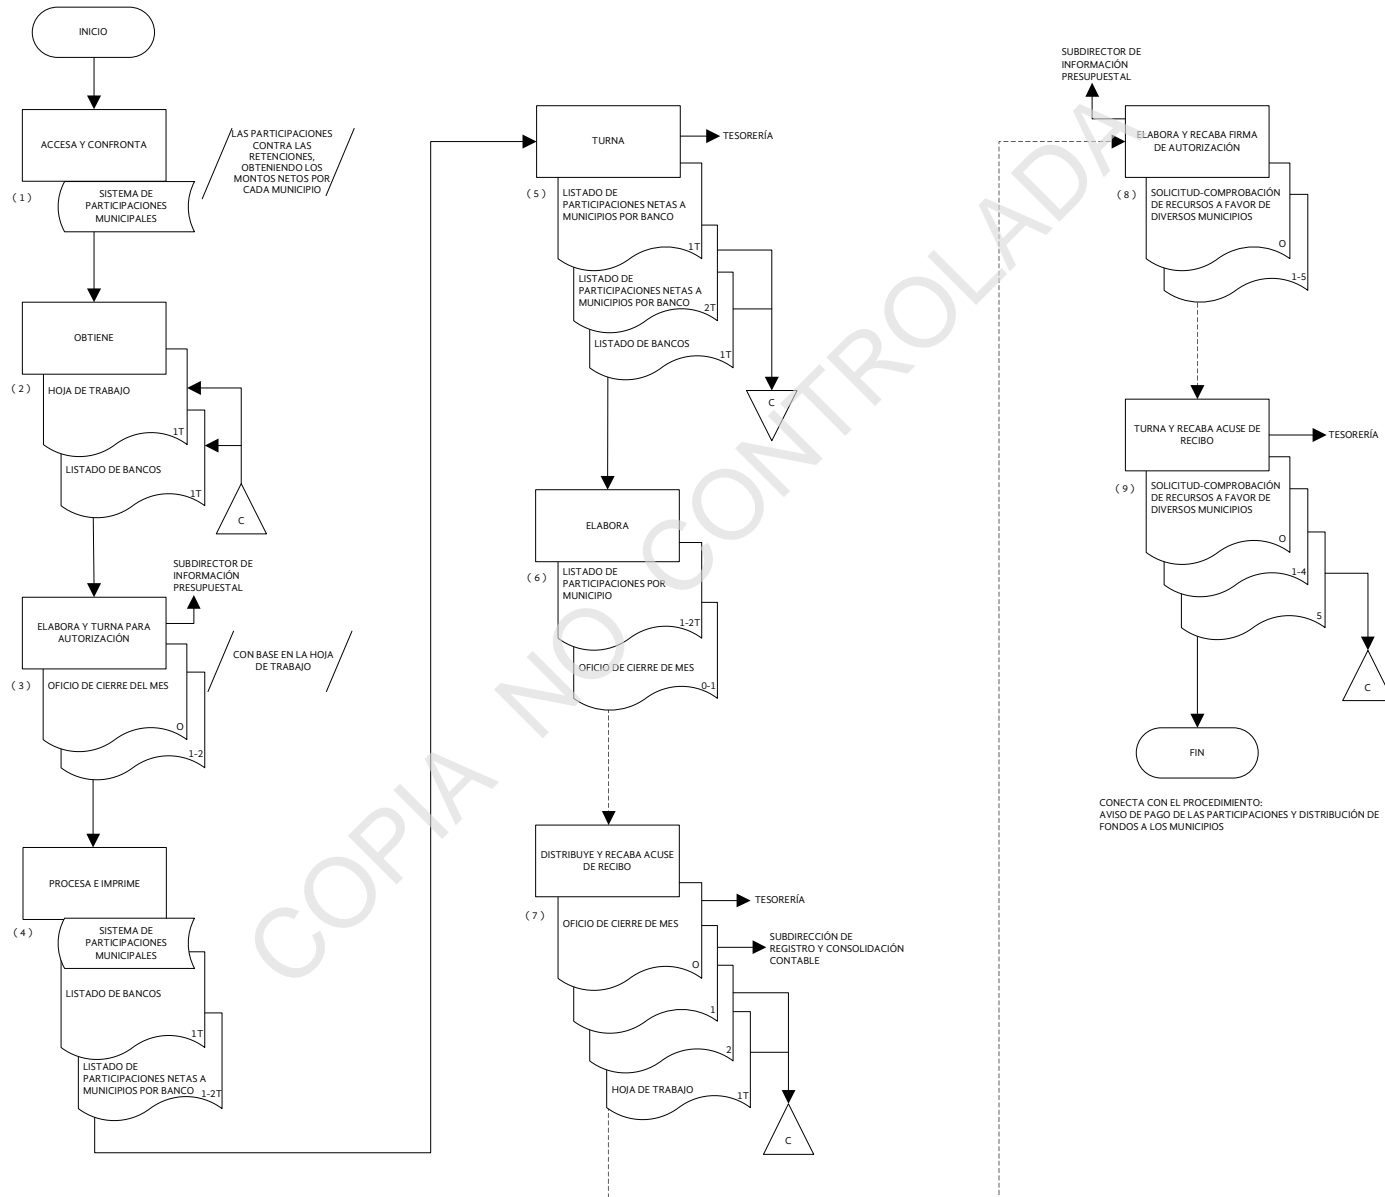 INICIO
ACCESA Y CONFRONTA
LAS PARTICIPACIONES
CONTRA LAS
RETENCIONES,
OBTENIENDO LOS
MONTOS NETOS POR
CADA MUNICIPIO
( 1 )
SISTEMA DE
PARTICIPACIONES
MUNICIPALES
OBTIENE
( 2 )
HOJA DE TRABAJO
1T
LISTADO DE BANCOS
1T
C
SUBDIRECTOR DE
INFORMACIÓN
PRESUPUESTAL
ELABORA Y TURNA PARA
AUTORIZACIÓN
CON BASE EN LA HOJA
DE TRABAJO
( 3 )
OFICIO DE CIERRE DEL MES
O
1-2
PROCESA E IMPRIME
( 4 )
SISTEMA DE
PARTICIPACIONES
MUNICIPALES
LISTADO DE BANCOS
1T
LISTADO DE
PARTICIPACIONES NETAS A
MUNICIPIOS POR BANCO
1-2T
TURNA
TESORERÍA
( 5 )
LISTADO DE
PARTICIPACIONES NETAS A
MUNICIPIOS POR BANCO
1T
LISTADO DE
PARTICIPACIONES NETAS A
MUNICIPIOS POR BANCO
2T
LISTADO DE BANCOS
1T
C
ELABORA
( 6 )
LISTADO DE
PARTICIPACIONES POR
MUNICIPIO
1-2T
OFICIO DE CIERRE DE MES
0-1
DISTRIBUYE Y RECABA ACUSE
DE RECIBO
TESORERÍA
( 7 )
OFICIO DE CIERRE DE MES
O
SUBDIRECCIÓN DE
REGISTRO Y CONSOLIDACIÓN
CONTABLE
1
2
HOJA DE TRABAJO
1T
C
SUBDIRECTOR DE
INFORMACIÓN
PRESUPUESTAL
ELABORA Y RECABA FIRMA
DE AUTORIZACIÓN
( 8 )
SOLICITUD-COMPROBACIÓN
DE RECURSOS A FAVOR DE
DIVERSOS MUNICIPIOS
O
1-5
TURNA Y RECABA ACUSE DE
RECIBO
TESORERÍA
( 9 )
SOLICITUD-COMPROBACIÓN
DE RECURSOS A FAVOR DE
DIVERSOS MUNICIPIOS
O
1-4
5
C
FIN
CONECTA CON EL PROCEDIMIENTO:
AVISO DE PAGO DE LAS PARTICIPACIONES Y DISTRIBUCIÓN DE
FONDOS A LOS MUNICIPIOS
COPIA NO CONTROLADA